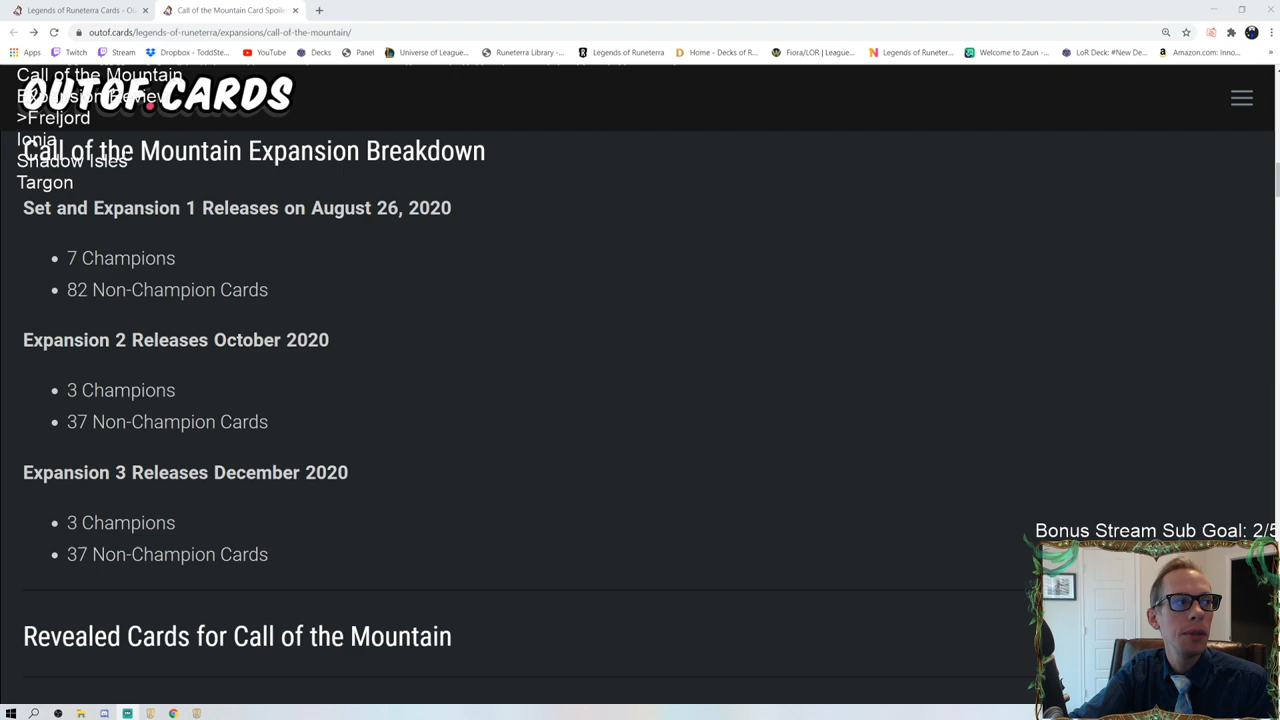 Legends of Runeterra Cards - Ou
Call of the Mountain Card Spoile
outof.cards/legends-of-runeterra/expansions/call-of-the-mountain/
Apps
Twitch
Stream
Dropbox - ToddSte...
YouTube
Decks
Panel
Universe of League...
Runeterra Library -...
Legends of Runeterra
Home - Decks of R...
Fiora/LOR | League...
Legends of Runeter...
Welcome to Zaun -...
LoR Deck: #New De...
Amazon.com: Inno...
Call of the Mountain
Expansion Review
>Freljord
Ionia
Shadow Isles
Targon
OUTOF.CARDS
Call of the Mountain Expansion Breakdown
Set and Expansion 1 Releases on August 26, 2020
• 7 Champions
• 82 Non-Champion Cards
Expansion 2 Releases October 2020
• 3 Champions
• 37 Non-Champion Cards
Expansion 3 Releases December 2020
• 3 Champions
• 37 Non-Champion Cards
Revealed Cards for Call of the Mountain
Bonus Stream Sub Goal: 2/5